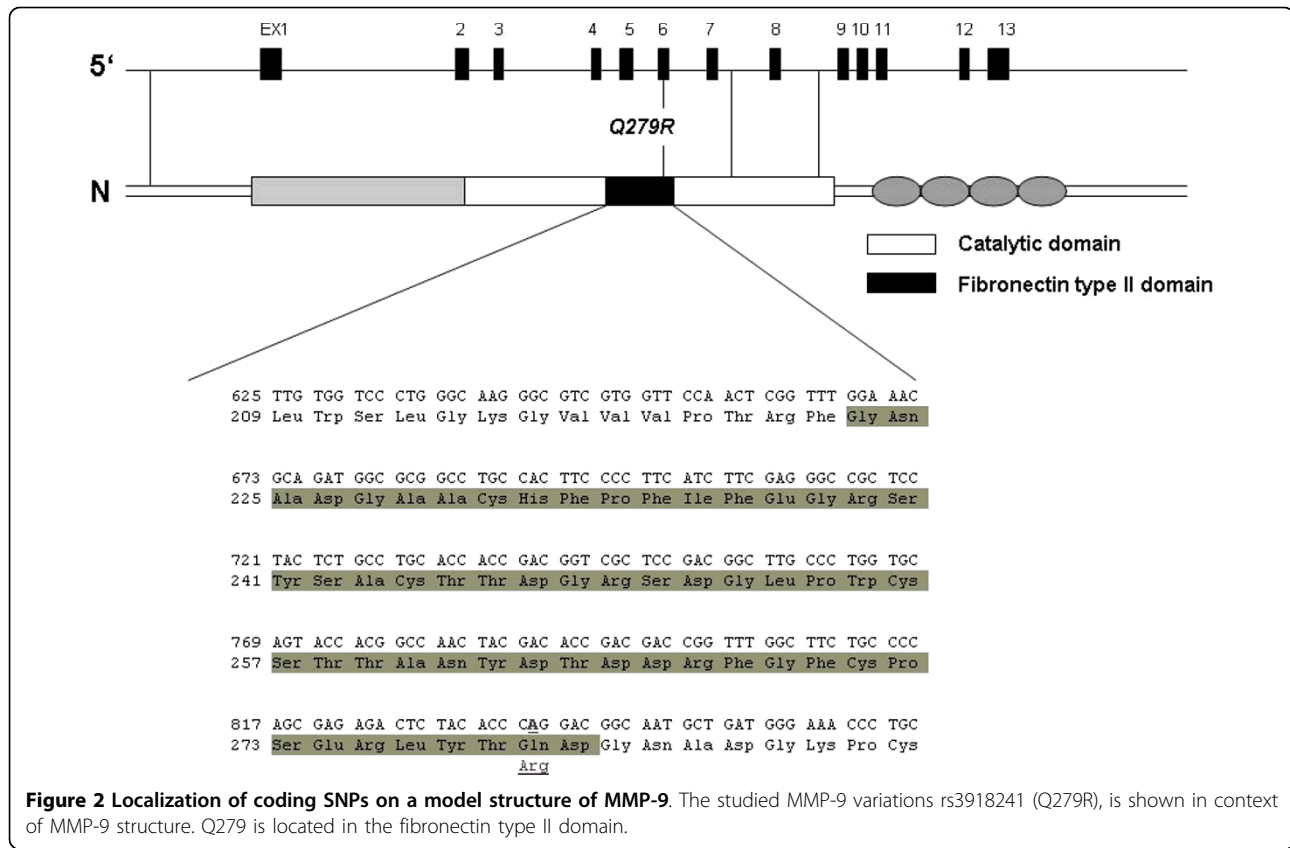 EX1 2 3 4 5 6 7 8 9 10 11 12 13
5‘
Q279R
N
Catalytic domain
Fibronectin type II domain
625 TTG TGG TCC CTG GGC AAG GGC GTC GTG GTT CCA ACT CGG TTT GGA AAC
209 Leu Trp Ser Leu Gly Lys Gly Val Val Val Pro Thr Arg Phe Gly Asn
673 GCA GAT GGC GCG GCC TGC CAC TTC CCC TTC ATC TTC GAG GGC CGC TCC
225 Ala Asp Gly Ala Ala Cys His Phe Pro Phe Ile Phe Glu Gly Arg Ser
721 TAC TCT GCC TGC ACC ACC GAC GGT CGC TCC GAC GGC TTG CCC TGG TGC
241 Tyr Ser Ala Cys Thr Thr Asp Gly Arg Ser Asp Gly Leu Pro Trp Cys
769 AGT ACC ACG GCC AAC TAC GAC ACC GAC GAC CGG TTT GGC TTC TGC CCC
257 Ser Thr Thr Ala Asn Tyr Asp Thr Asp Asp Arg Phe Gly Phe Cys Pro
817 AGC GAG AGA CTC TAC ACC CAG GAC GGC AAT GCT GAT GGG AAA CCC TGC
273 Ser Glu Arg Leu Tyr Thr Gln Asp Gly Asn Ala Asp Gly Lys Pro Cys
Arg
Figure 2 Localization of coding SNPs on a model structure of MMP-9. The studied MMP-9 variations rs3918241 (Q279R), is shown in context
of MMP-9 structure. Q279 is located in the fibronectin type II domain.